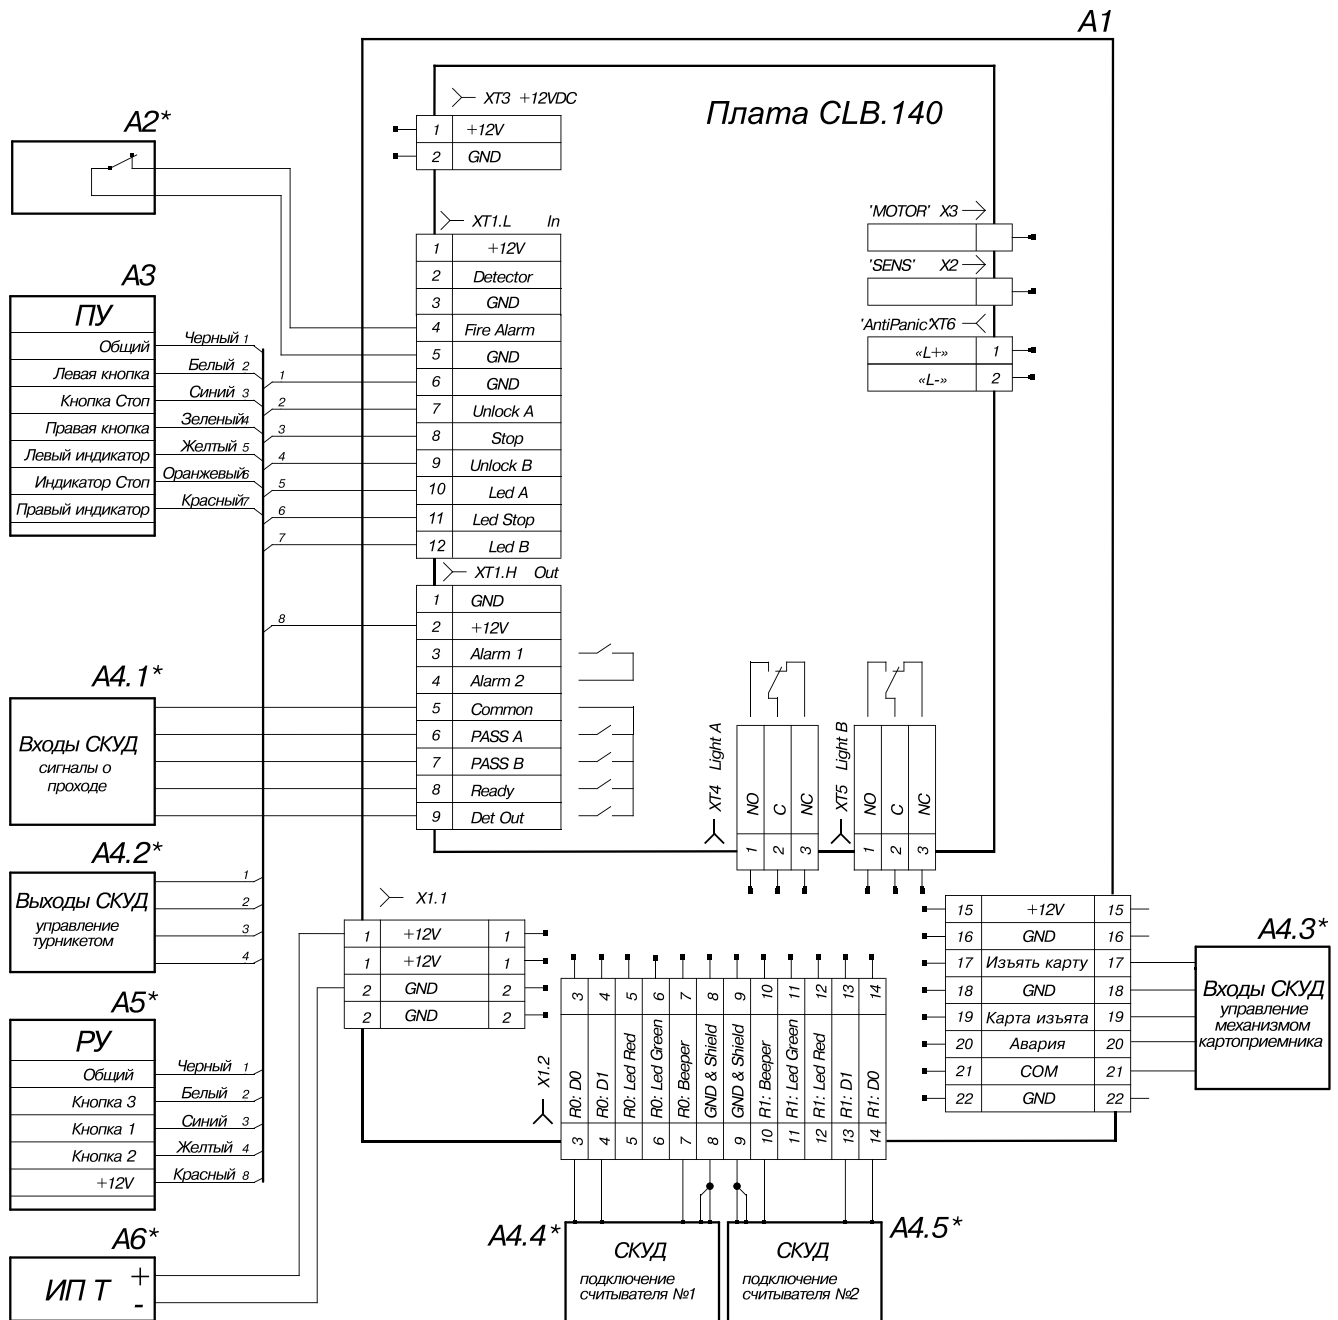 A1
Плата CLB.140
XT3 +12VDC
1 +12V
2 GND
A2*
XT1.L In
1 +12V
2 Detector
3 GND
4 Fire Alarm
5 GND
6 GND
7 Unlock A
8 Stop
9 Unlock B
10 Led A
11 Led Stop
12 Led B
'MOTOR' X3
'SENS' X2
'AntiPanic' XT6
«L+» 1
«L-» 2
A3
ПУ
Общий Черный 1
Левая кнопка Белый 2
Кнопка Стоп Синий 3
Правая кнопка Зеленый 4
Левый индикатор Желтый 5
Индикатор Стоп Оранжевый 6
Правый индикатор Красный 7
1
2
3
4
5
6
7
8
XT1.H Out
1 GND
2 +12V
3 Alarm 1
4 Alarm 2
5 Common
6 PASS A
7 PASS B
8 Ready
9 Det Out
A4.1*
Входы СКУД
сигналы о
проходе
XT4 Light A
NO C NC
1 2 3
XT5 Light B
NO C NC
1 2 3
A4.2*
Выходы СКУД
управление
турникетом
1
2
3
4
X1.1
1 +12V 1
1 +12V 1
2 GND 2
2 GND 2
15 +12V 15
16 GND 16
17 Изъять карту 17
18 GND 18
19 Карта изъята 19
20 Авария 20
21 COM 21
22 GND 22
A4.3*
Входы СКУД
управление
механизмом
картоприемника
A5*
РУ
Общий Черный 1
Кнопка 3 Белый 2
Кнопка 1 Синий 3
Кнопка 2 Желтый 4
+12V Красный 8
X1.2
3 R0: D0 3
4 R0: D1 4
5 R0: Led Red 5
6 R0: Led Green 6
7 R0: Beeper 7
8 GND & Shield 8
9 GND & Shield 9
10 R1: Beeper 10
11 R1: Led Green 11
12 R1: Led Red 12
13 R1: D1 13
14 R1: D0 14
A6*
ИП Т + -
A4.4*
СКУД
подключение
считывателя №1
A4.5*
СКУД
подключение
считывателя №2